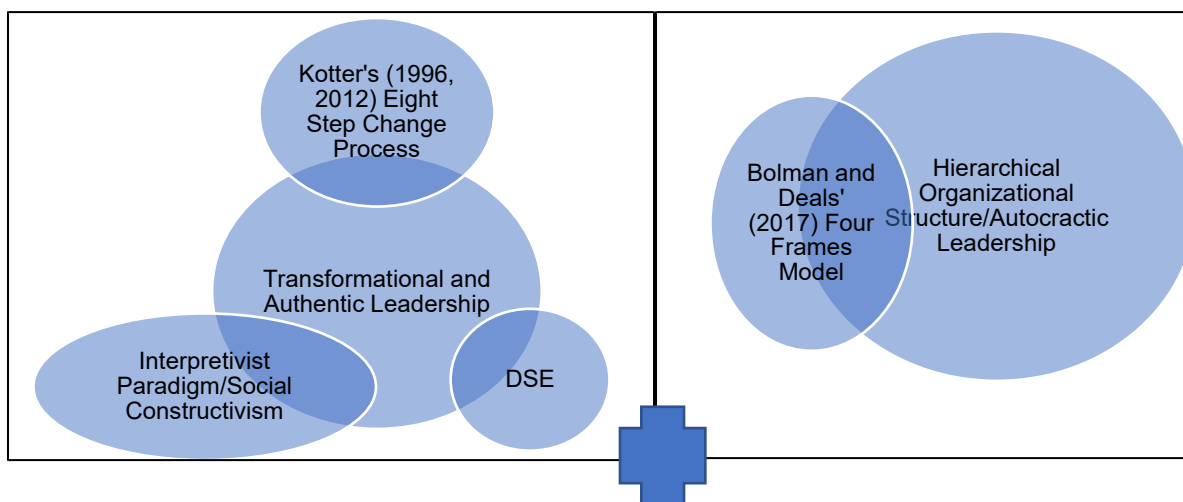 Kotter's (1996,
2012) Eight
Step Change
Process
Transformational and
Authentic Leadership
Interpretivist
Paradigm/Social
Constructivism
DSE
Bolman and
Deals'
(2017) Four
Frames
Model
Hierarchical
Organizational
Structure/Autocractic
Leadership